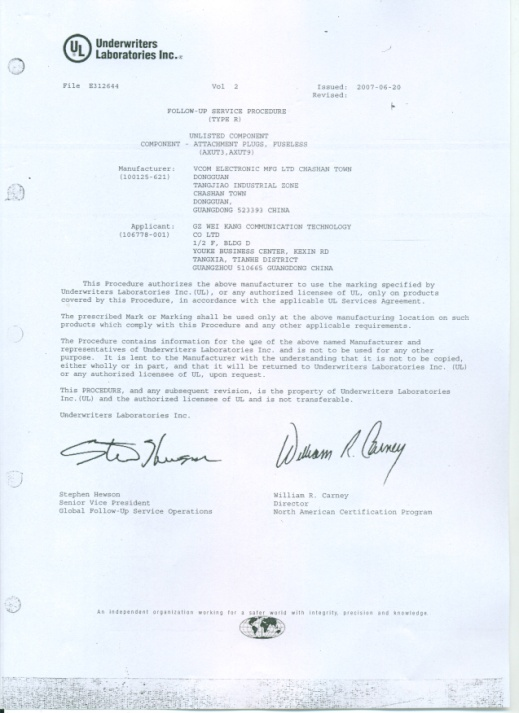 UL Underwriters
Laboratories Inc.®
File E312644 Vol 2 Issued: 2007-06-20
Revised:
FOLLOW-UP SERVICE PROCEDURE
(TYPE R)
UNLISTED COMPONENT
COMPONENT - ATTACHMENT PLUGS, FUSELESS
(AXUT3,AXUT9)
Manufacturer: VCOM ELECTRONIC MFG LTD CHASHAN TOWN
(100125-621) DONGGUAN
TANGJIAO INDUSTRIAL ZONE
CHASHAN TOWN
DONGGUAN,
GUANGDONG 523393 CHINA
Applicant: GZ WEI KANG COMMUNICATION TECHNOLOGY
(106778-001) CO LTD
1/2 F, BLDG D
YOUKE BUSINESS CENTER, KEXIN RD
TANGXIA, TIANHE DISTRICT
GUANGZHOU 510665 GUANGDONG CHINA
This Procedure authorizes the above manufacturer to use the marking specified by
Underwriters Laboratories Inc.(UL), or any authorized licensee of UL, only on products
covered by this Procedure, in accordance with the applicable UL Services Agreement.
The prescribed Mark or Marking shall be used only at the above manufacturing location on such
products which comply with this Procedure and any other applicable requirements.
The Procedure contains information for the use of the above named Manufacturer and
representatives of Underwriters Laboratories Inc. and is not to be used for any other
purpose. It is lent to the Manufacturer with the understanding that it is not to be copied,
either wholly or in part, and that it will be returned to Underwriters Laboratories Inc. (UL)
or any authorized licensee of UL, upon request.
This PROCEDURE, and any subsequent revision, is the property of Underwriters Laboratories
Inc.(UL) and the authorized licensee of UL and is not transferable.
Underwriters Laboratories Inc.
William R. Carney
Stephen Hewson William R. Carney
Senior Vice President Director
Global Follow-Up Service Operations North American Certification Program
An independent organization working for a safer world with integrity, precision and knowledge.